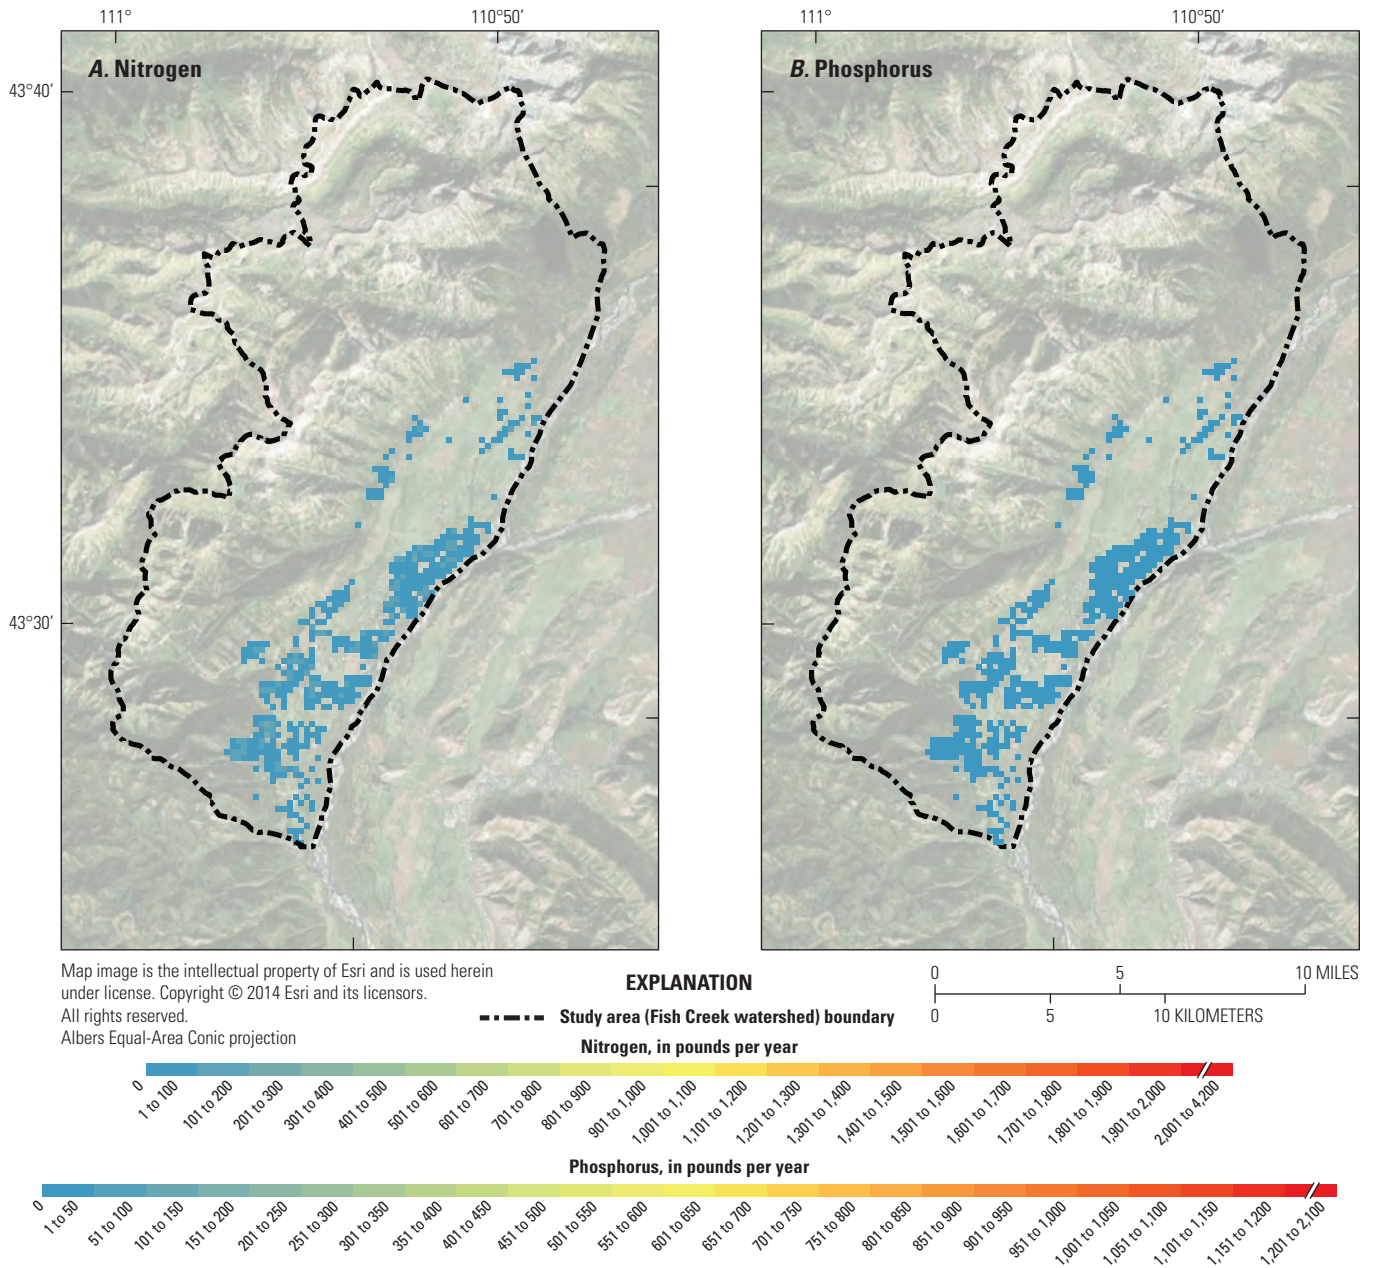 111°
110°50′
111°
110°50′
A. Nitrogen
B. Phosphorus
43°40′
43°30′
Map image is the intellectual property of Esri and is used herein
under license. Copyright © 2014 Esri and its licensors.
All rights reserved.
Albers Equal-Area Conic projection
EXPLANATION
Study area (Fish Creek watershed) boundary
0 5 10 MILES
0 5 10 KILOMETERS
Nitrogen, in pounds per year
0
1 to 100
101 to 200
201 to 300
301 to 400
401 to 500
501 to 600
601 to 700
701 to 800
801 to 900
901 to 1,000
1,001 to 1,100
1,101 to 1,200
1,201 to 1,300
1,301 to 1,400
1,401 to 1,500
1,501 to 1,600
1,601 to 1,700
1,701 to 1,800
1,801 to 1,900
1,901 to 2,000
2,001 to 4,200
Phosphorus, in pounds per year
0
1 to 50
51 to 100
101 to 150
151 to 200
201 to 250
251 to 300
301 to 350
351 to 400
401 to 450
451 to 500
501 to 550
551 to 600
601 to 650
651 to 700
701 to 750
751 to 800
801 to 850
851 to 900
901 to 950
951 to 1,000
1,001 to 1,050
1,051 to 1,100
1,101 to 1,150
1,151 to 1,200
1,201 to 2,100